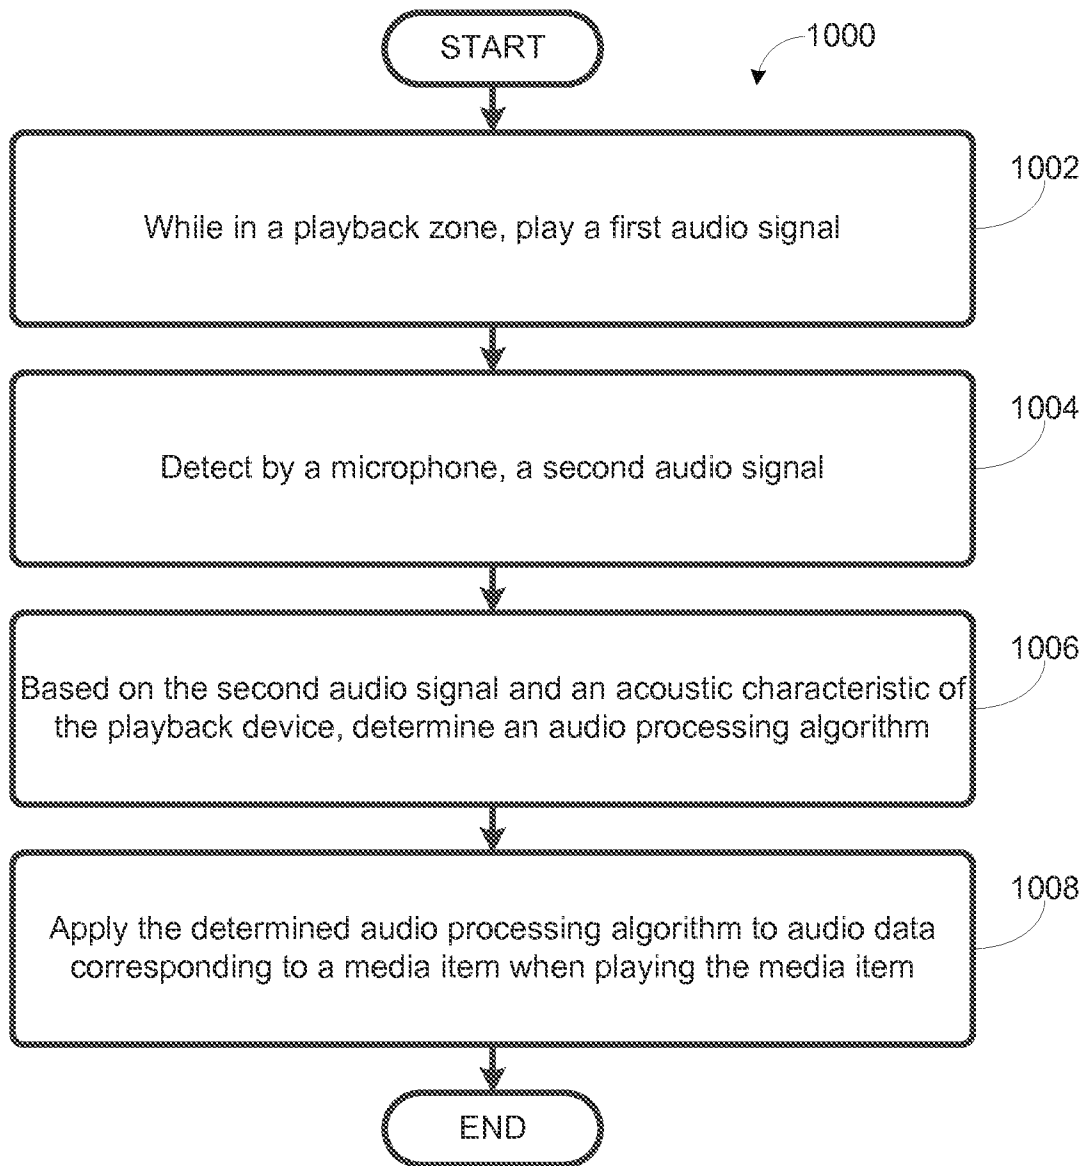 START
1000
While in a playback zone, play a first audio signal
1002
Detect by a microphone, a second audio signal
1004
Based on the second audio signal and an acoustic characteristic of
the playback device, determine an audio processing algorithm
1006
Apply the determined audio processing algorithm to audio data
corresponding to a media item when playing the media item
1008
END